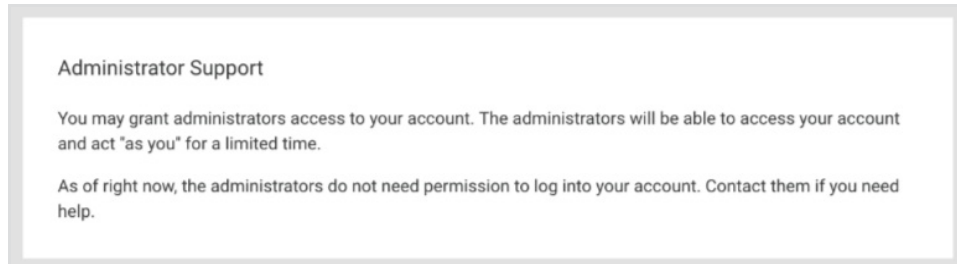 Administrator Support
You may grant administrators access to your account. The administrators will be able to access your account
and act "as you" for a limited time.
As of right now, the administrators do not need permission to log into your account. Contact them if you need
help.